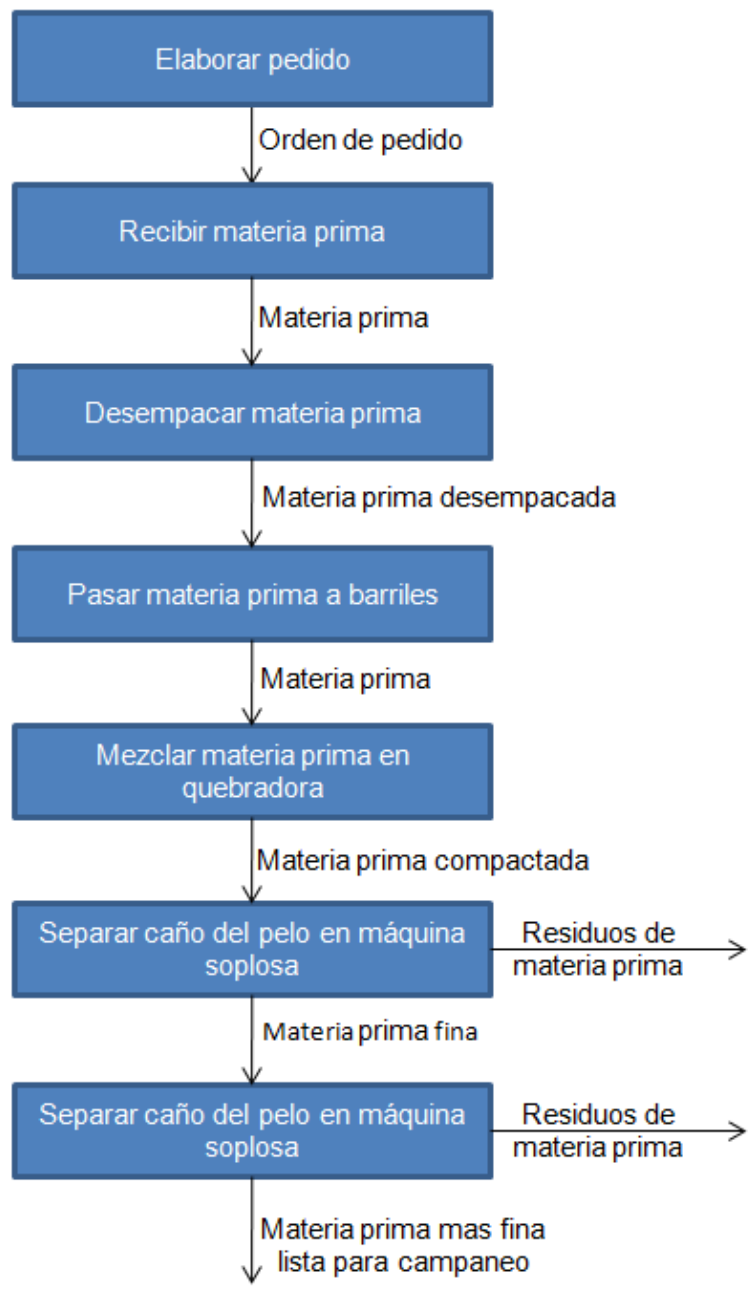 Elaborar pedido
Orden de pedido
Recibir materia prima
Materia prima
Desempacar materia prima
Materia prima desempacada
Pasar materia prima a barriles
Materia prima
Mezclar materia prima en
quebradora
Materia prima compactada
Separar caño del pelo en máquina
soplosa
Residuos de
materia prima
Materia prima fina
Separar caño del pelo en máquina
soplosa
Residuos de
materia prima
Materia prima mas fina
lista para campaneo